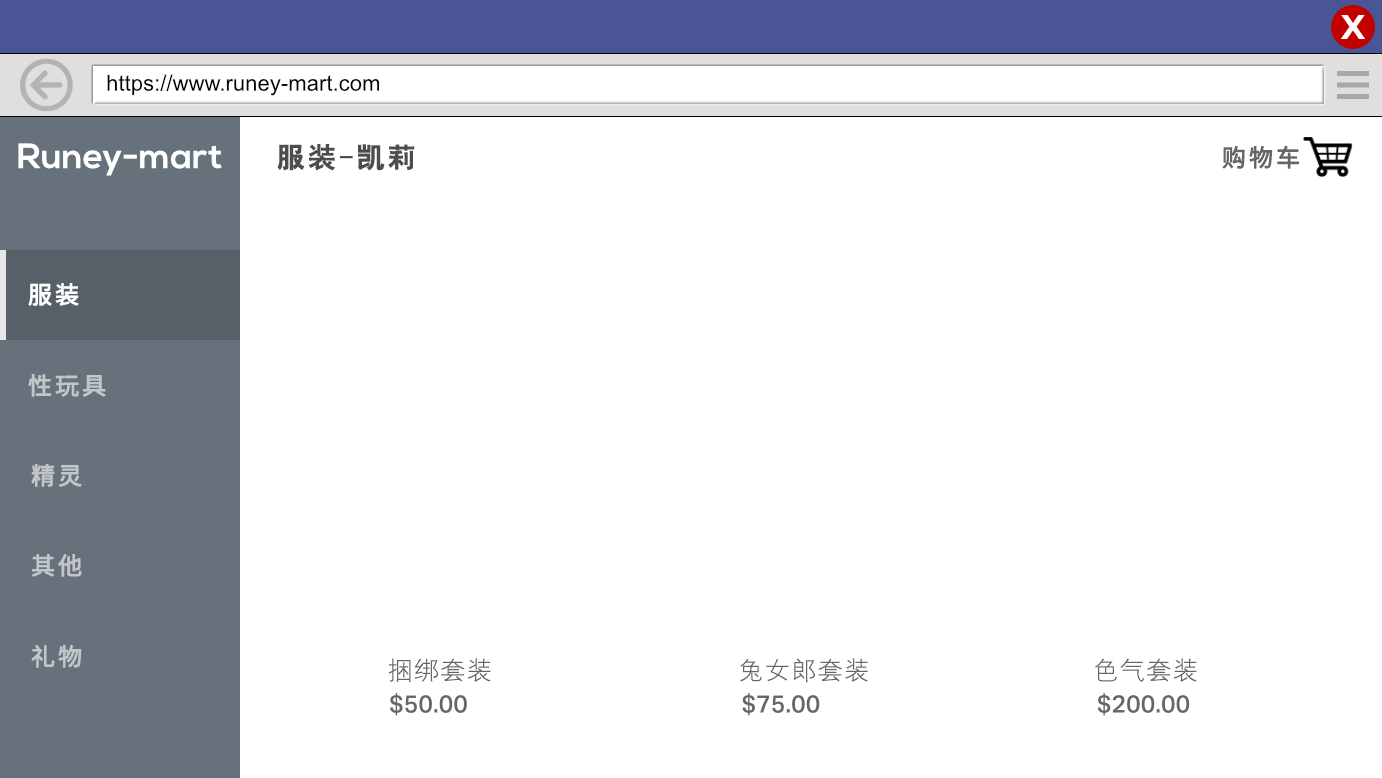 X
https://www.runey-mart.com
Runey-mart
服装-凯莉
购物车
服装
性玩具
精灵
其他
礼物
捆绑套装
$50.00
兔女郎套装
$75.00
色气套装
$200.00